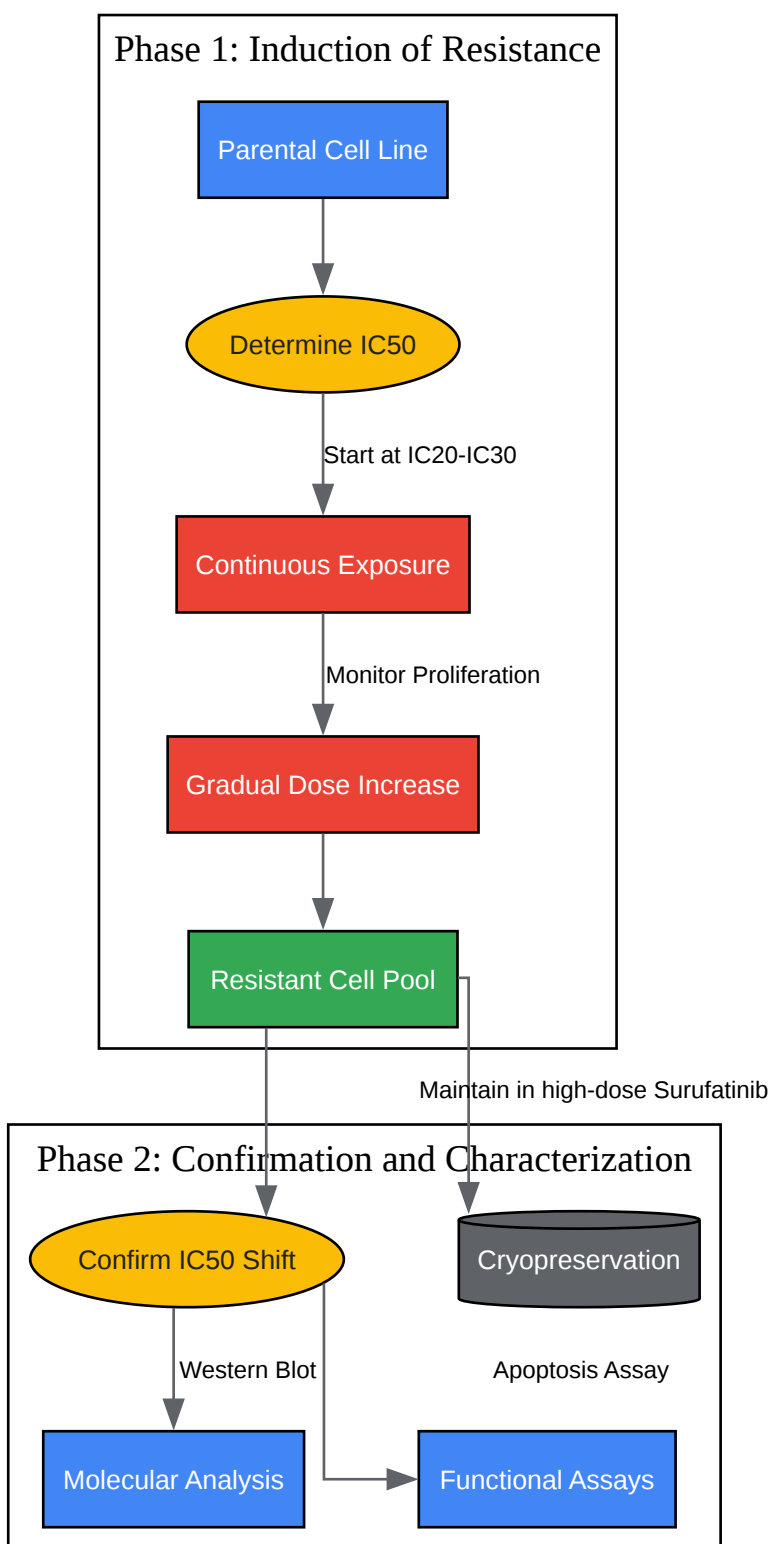 Phase 1: Induction of Resistance
Parental Cell Line
Determine IC50
Start at IC20-IC30
Continuous Exposure
Monitor Proliferation
Gradual Dose Increase
Resistant Cell Pool
Maintain in high-dose Surufatinib
Phase 2: Confirmation and Characterization
Confirm IC50 Shift
Cryopreservation
Western Blot
Apoptosis Assay
Molecular Analysis
Functional Assays